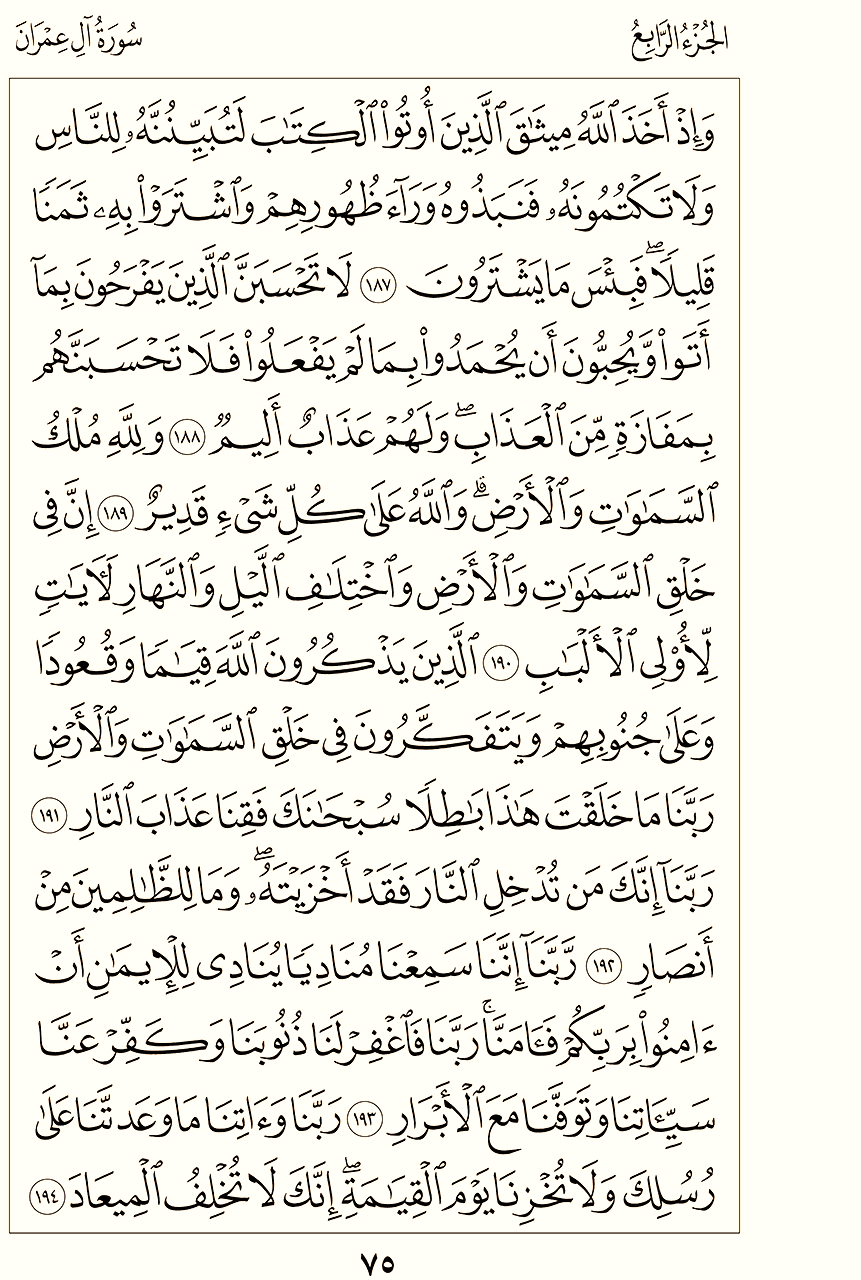 الجُزْءُ الرَّابِعُ
سُورَةُ آلِ عِمْرَانَ
وَإِذْ أَخَذَ ٱللَّهُ مِيثَٰقَ ٱلَّذِينَ أُوتُوا۟ ٱلْكِتَٰبَ لَتُبَيِّنُنَّهُۥ لِلنَّاسِ
وَلَا تَكْتُمُونَهُۥ فَنَبَذُوهُ وَرَآءَ ظُهُورِهِمْ وَٱشْتَرَوْا۟ بِهِۦ ثَمَنًا
قَلِيلًا ۖ فَبِئْسَ مَا يَشْتَرُونَ ١٨٧ لَا تَحْسَبَنَّ ٱلَّذِينَ يَفْرَحُونَ بِمَآ
أَتَوا۟ وَّيُحِبُّونَ أَن يُحْمَدُوا۟ بِمَا لَمْ يَفْعَلُوا۟ فَلَا تَحْسَبَنَّهُم
بِمَفَازَةٍ مِّنَ ٱلْعَذَابِ ۖ وَلَهُمْ عَذَابٌ أَلِيمٌ ١٨٨ وَلِلَّهِ مُلْكُ
ٱلسَّمَٰوَٰتِ وَٱلْأَرْضِ ۗ وَٱللَّهُ عَلَىٰ كُلِّ شَىْءٍ قَدِيرٌ ١٨٩ إِنَّ فِى
خَلْقِ ٱلسَّمَٰوَٰتِ وَٱلْأَرْضِ وَٱخْتِلَٰفِ ٱلَّيْلِ وَٱلنَّهَارِ لَءَايَٰتٍ
لِّأُو۟لِى ٱلْأَلْبَٰبِ ١٩٠ ٱلَّذِينَ يَذْكُرُونَ ٱللَّهَ قِيَٰمًا وَقُعُودًا
وَعَلَىٰ جُنُوبِهِمْ وَيَتَفَكَّرُونَ فِى خَلْقِ ٱلسَّمَٰوَٰتِ وَٱلْأَرْضِ
رَبَّنَا مَا خَلَقْتَ هَٰذَا بَٰطِلًا سُبْحَٰنَكَ فَقِنَا عَذَابَ ٱلنَّارِ ١٩١
رَبَّنَآ إِنَّكَ مَن تُدْخِلِ ٱلنَّارَ فَقَدْ أَخْزَيْتَهُۥ ۖ وَمَا لِلظَّٰلِمِينَ مِنْ
أَنصَارٍ ١٩٢ رَّبَّنَآ إِنَّنَا سَمِعْنَا مُنَادِيًا يُنَادِى لِلْإِيمَٰنِ أَنْ
ءَامِنُوا۟ بِرَبِّكُمْ فَـَٔامَنَّا ۚ رَبَّنَا فَٱغْفِرْ لَنَا ذُنُوبَنَا وَكَفِّرْ عَنَّا
سَيِّـَٔاتِنَا وَتَوَفَّنَا مَعَ ٱلْأَبْرَارِ ١٩٣ رَبَّنَا وَءَاتِنَا مَا وَعَدتَّنَا عَلَىٰ
رُسُلِكَ وَلَا تُخْزِنَا يَوْمَ ٱلْقِيَٰمَةِ ۖ إِنَّكَ لَا تُخْلِفُ ٱلْمِيعَادَ ١٩٤
٧٥